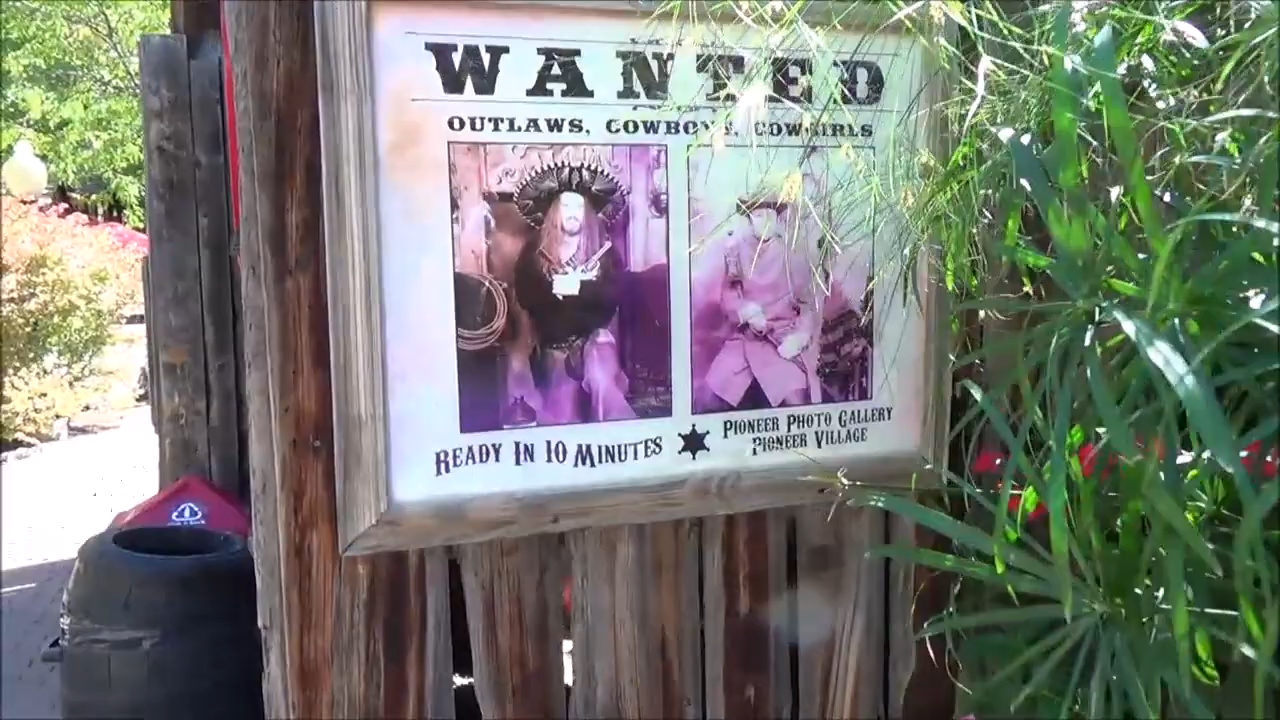 WANTED
OUTLAWS, COWBOYS, COWGIRLS
READY IN 10 MINUTES
PIONEER PHOTO GALLERY
PIONEER VILLAGE